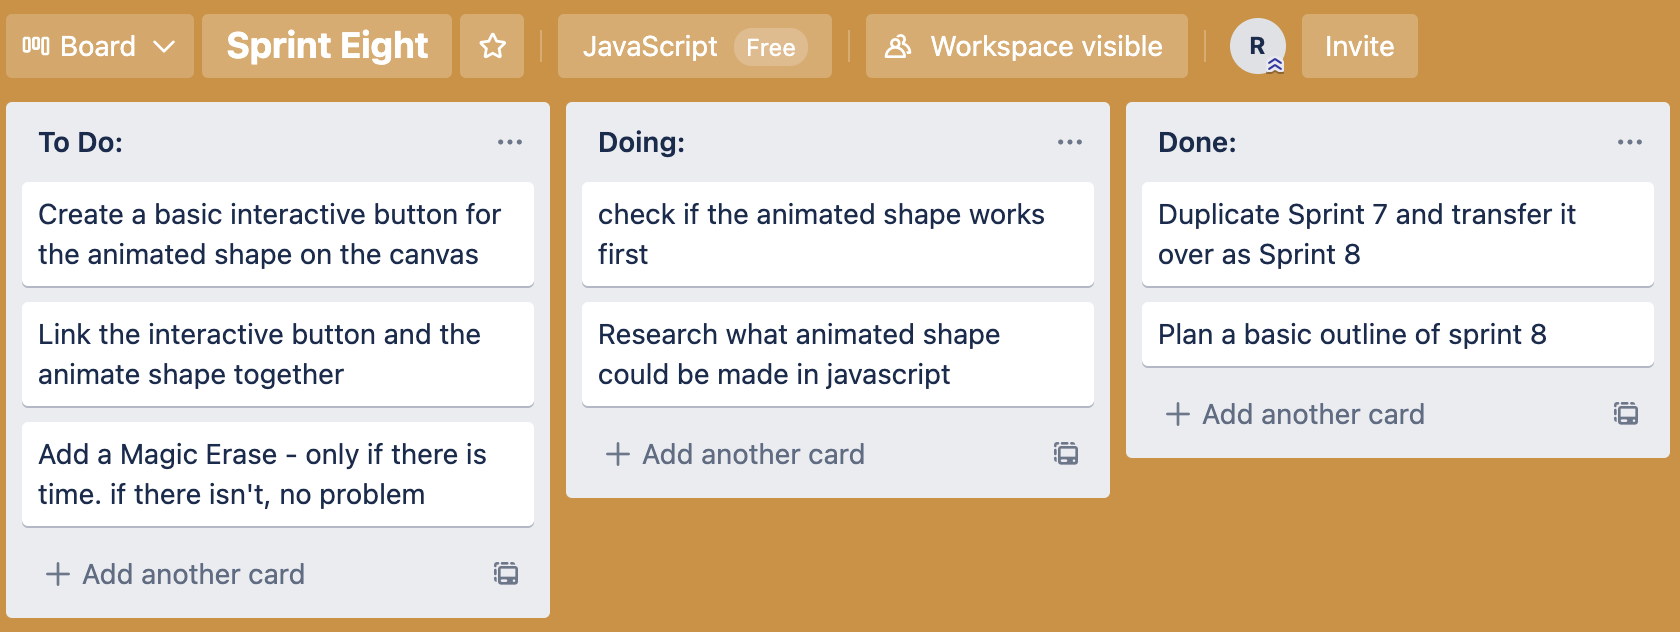 Board
Sprint Eight
JavaScript Free
Workspace visible
R
Invite
To Do:
Create a basic interactive button for
the animated shape on the canvas
Link the interactive button and the
animate shape together
Add a Magic Erase - only if there is
time. if there isn't, no problem
Add another card
Doing:
check if the animated shape works
first
Research what animated shape
could be made in javascript
Add another card
Done:
Duplicate Sprint 7 and transfer it
over as Sprint 8
Plan a basic outline of sprint 8
Add another card